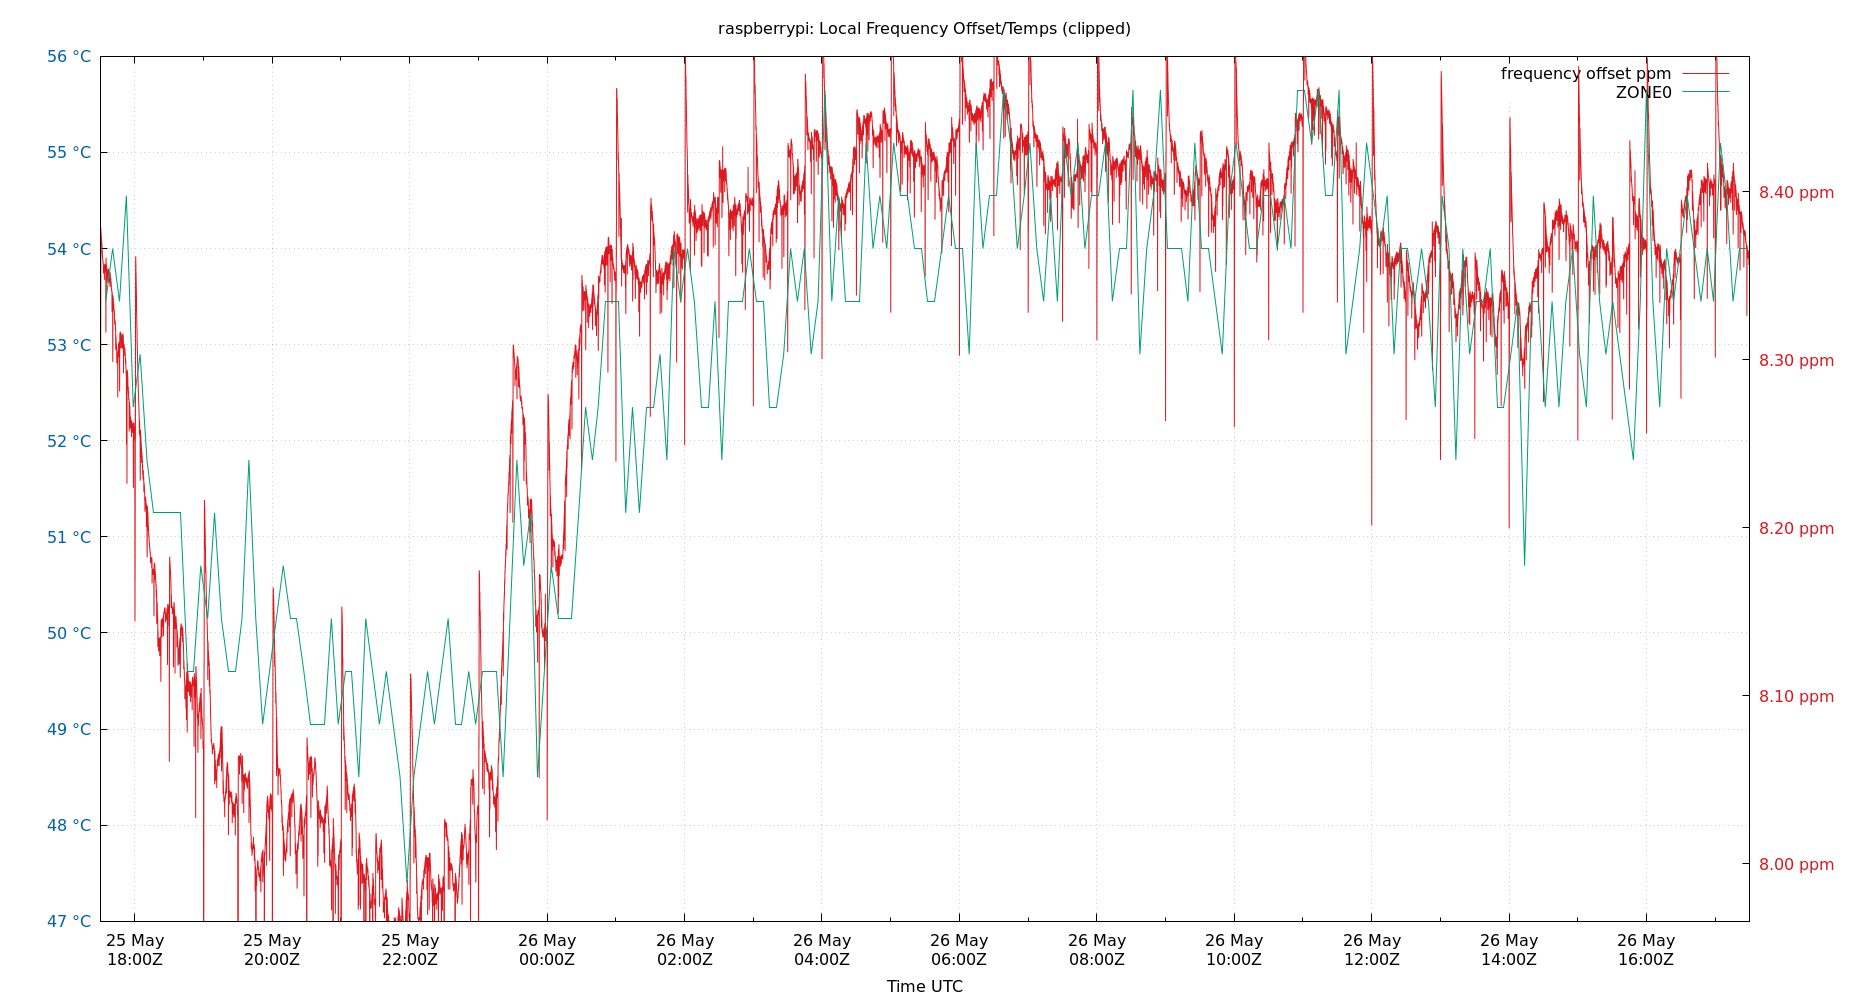 raspberrypi: Local Frequency Offset/Temps (clipped)
frequency offset ppm
ZONE0
56 °C
55 °C
54 °C
53 °C
52 °C
51 °C
50 °C
49 °C
48 °C
47 °C
8.40 ppm
8.30 ppm
8.20 ppm
8.10 ppm
8.00 ppm
25 May 25 May 25 May 26 May 26 May 26 May 26 May 26 May 26 May 26 May 26 May 26 May
18:00Z 20:00Z 22:00Z 00:00Z 02:00Z 04:00Z 06:00Z 08:00Z 10:00Z 12:00Z 14:00Z 16:00Z
Time UTC